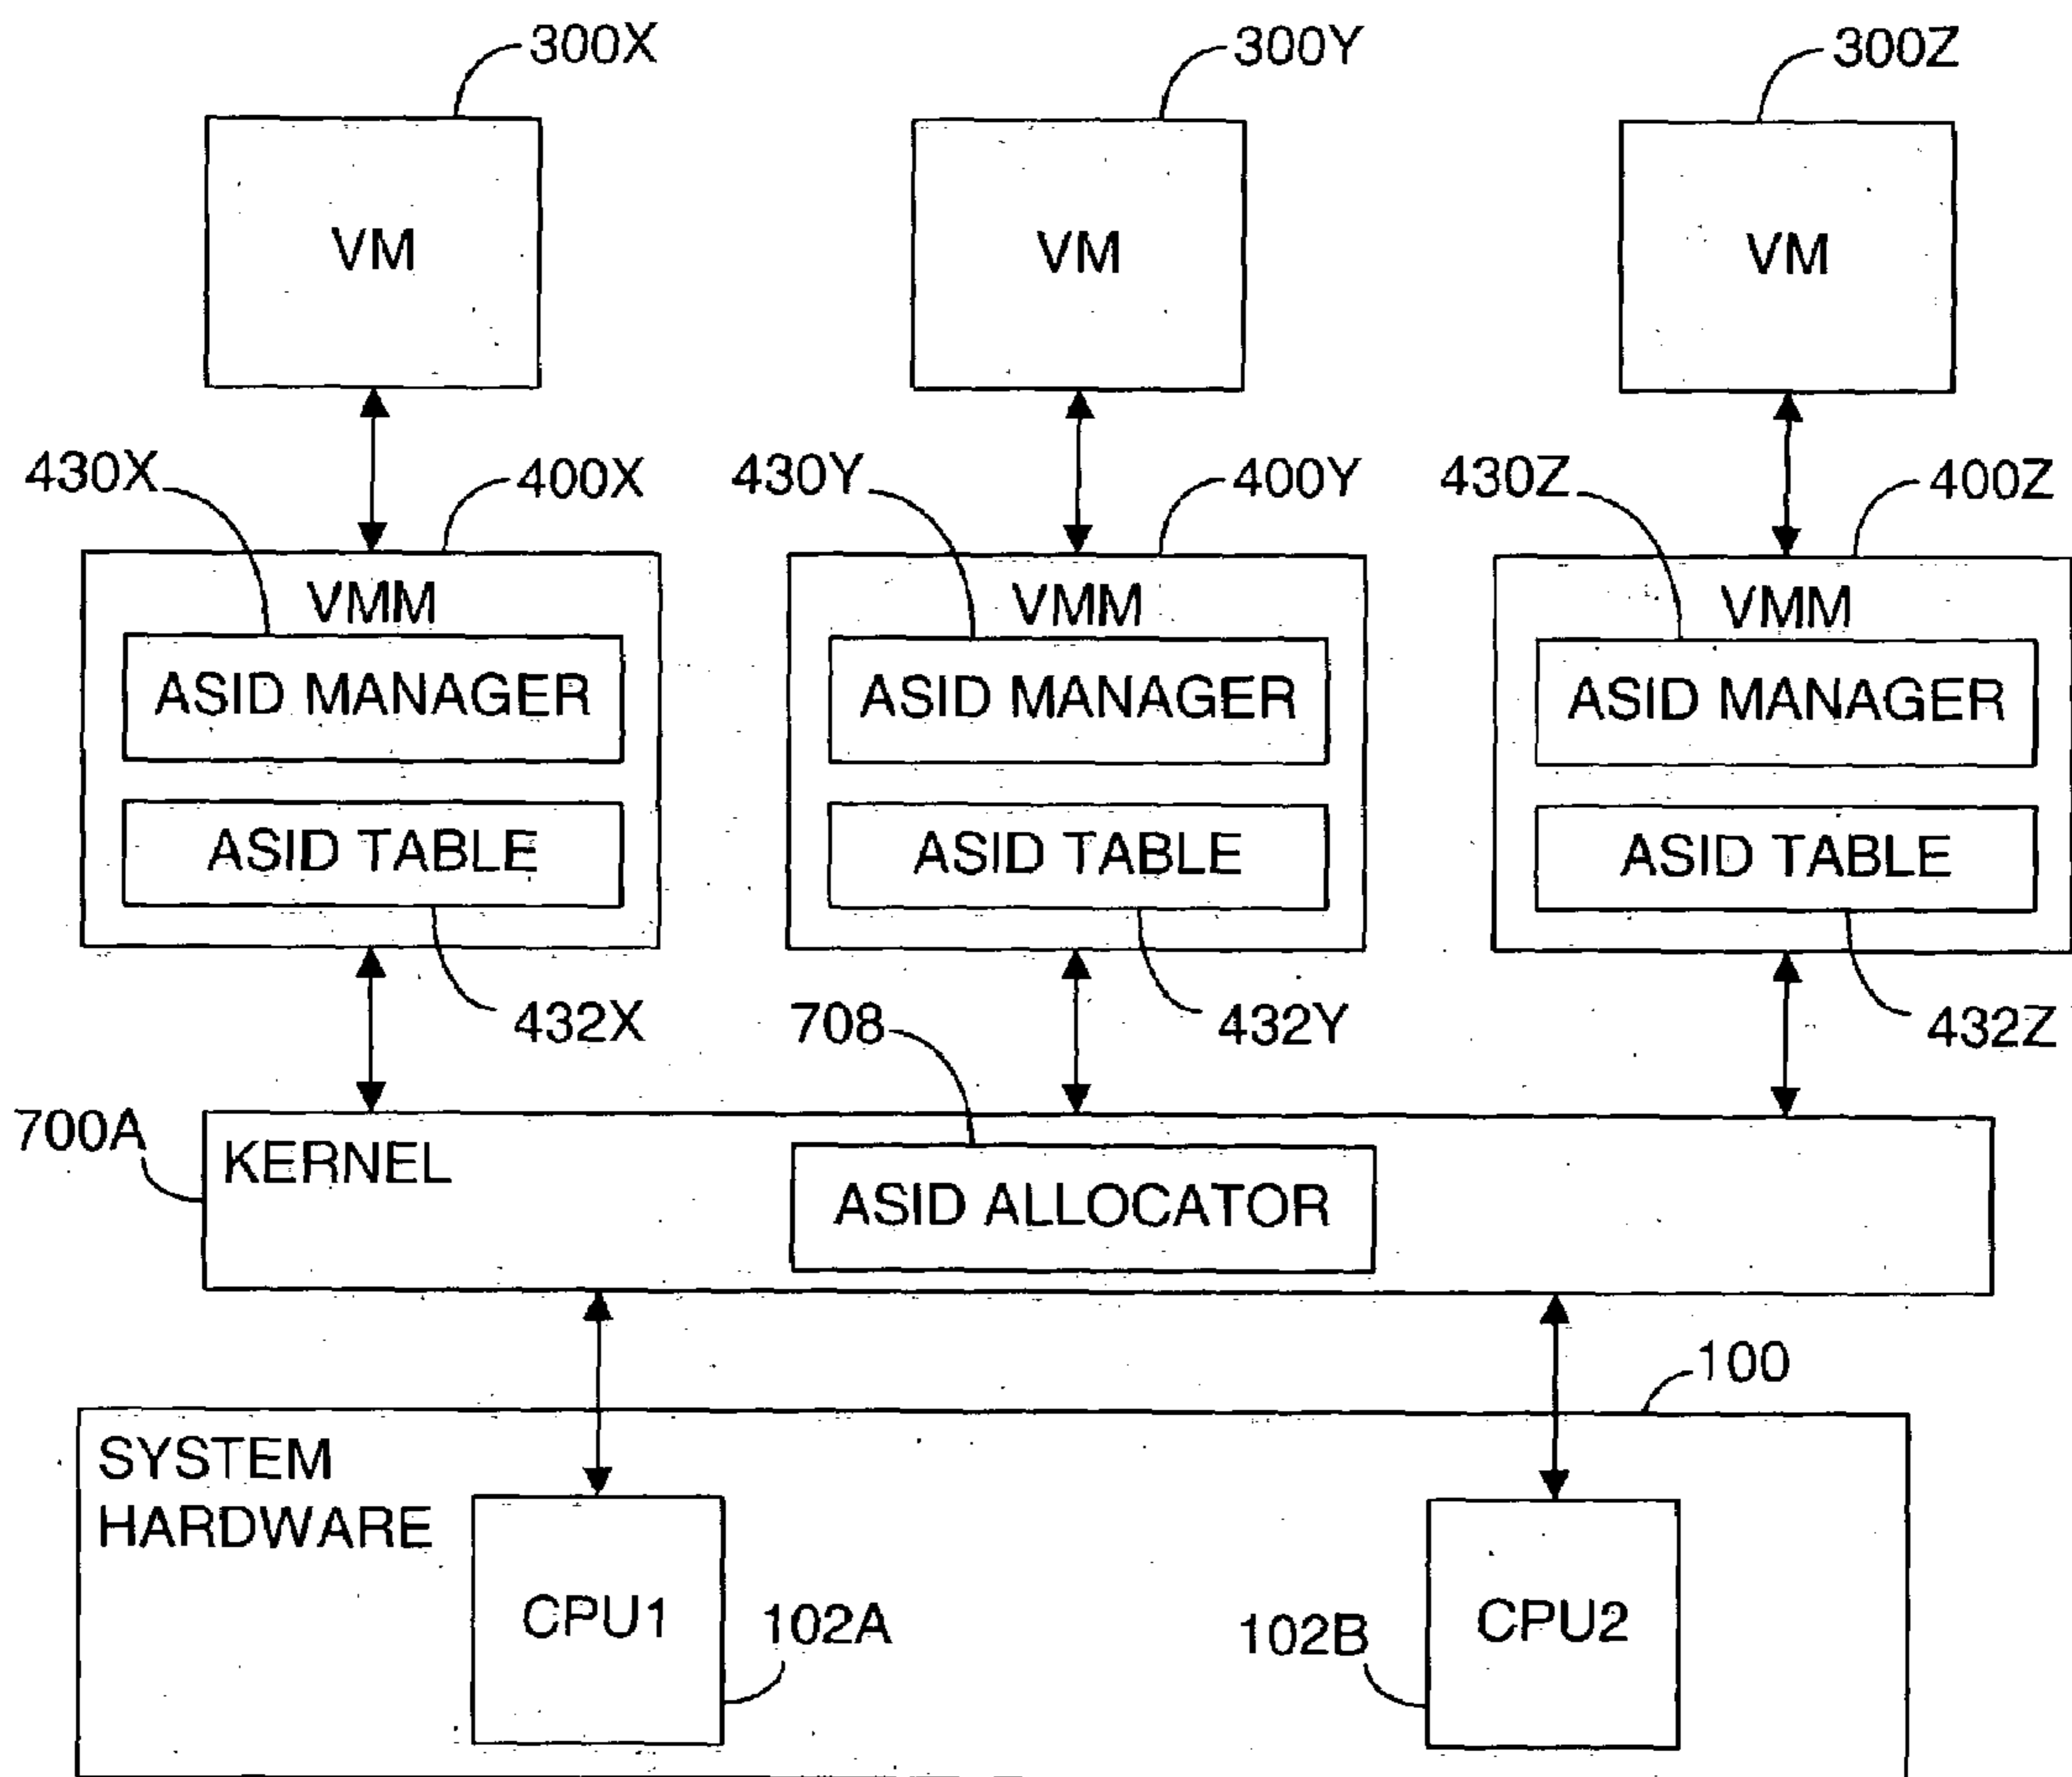 300X
300Y
300Z
VM
VM
VM
430X
400X
430Y
400Y
430Z
400Z
VMM
VMM
VMM
ASID MANAGER
ASID MANAGER
ASID MANAGER
ASID TABLE
ASID TABLE
ASID TABLE
432X
708
432Y
432Z
700A
KERNEL
ASID ALLOCATOR
100
SYSTEM
HARDWARE
CPU1
102A
102B
CPU2